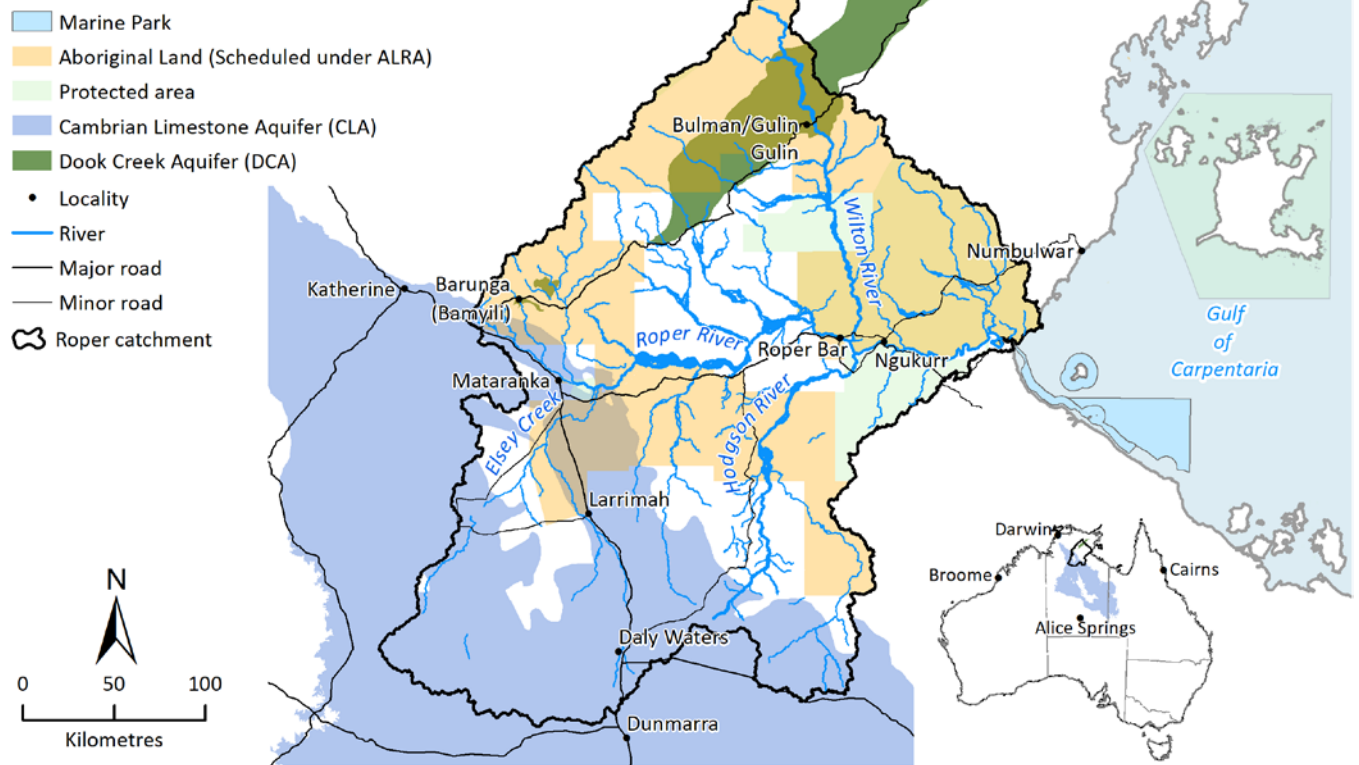 Marine Park
Aboriginal Land (Scheduled under ALRA)
Protected area
Cambrian Limestone Aquifer (CLA)
Dook Creek Aquifer (DCA)
Locality
River
Major road
Minor road
Roper catchment
Bulman/Gulin
Gulin
Wilton River
Numbulwar
Katherine
Barunga
(Bamyili)
Gulf
of
Carpentaria
Roper River
Roper Bar
Ngukurr
Mataranka
Elsey Creek
Hodgson River
Larrimah
Daly Waters
Dunmarra
N
0 50 100
Kilometres
Darwin
Broome
Cairns
Alice Springs